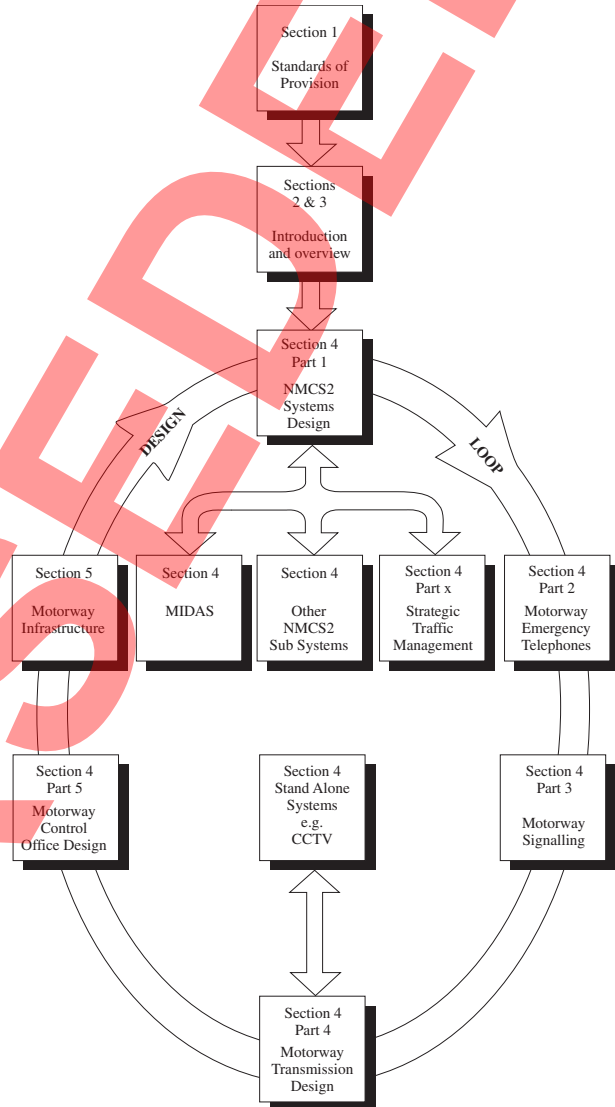 Section 1
Standards of
Provision
Sections
2 & 3
Introduction
and overview
Section 4
Part 1
NMCS2
Systems
Design
DESIGN
LOOP
Section 5
Motorway
Infrastructure
Section 4
MIDAS
Section 4
Other
NMCS2
Sub Systems
Section 4
Part x
Strategic
Traffic
Management
Section 4
Part 2
Motorway
Emergency
Telephones
Section 4
Part 5
Motorway
Control
Office Design
Section 4
Stand Alone
Systems
e.g.
CCTV
Section 4
Part 3
Motorway
Signalling
Section 4
Part 4
Motorway
Transmission
Design